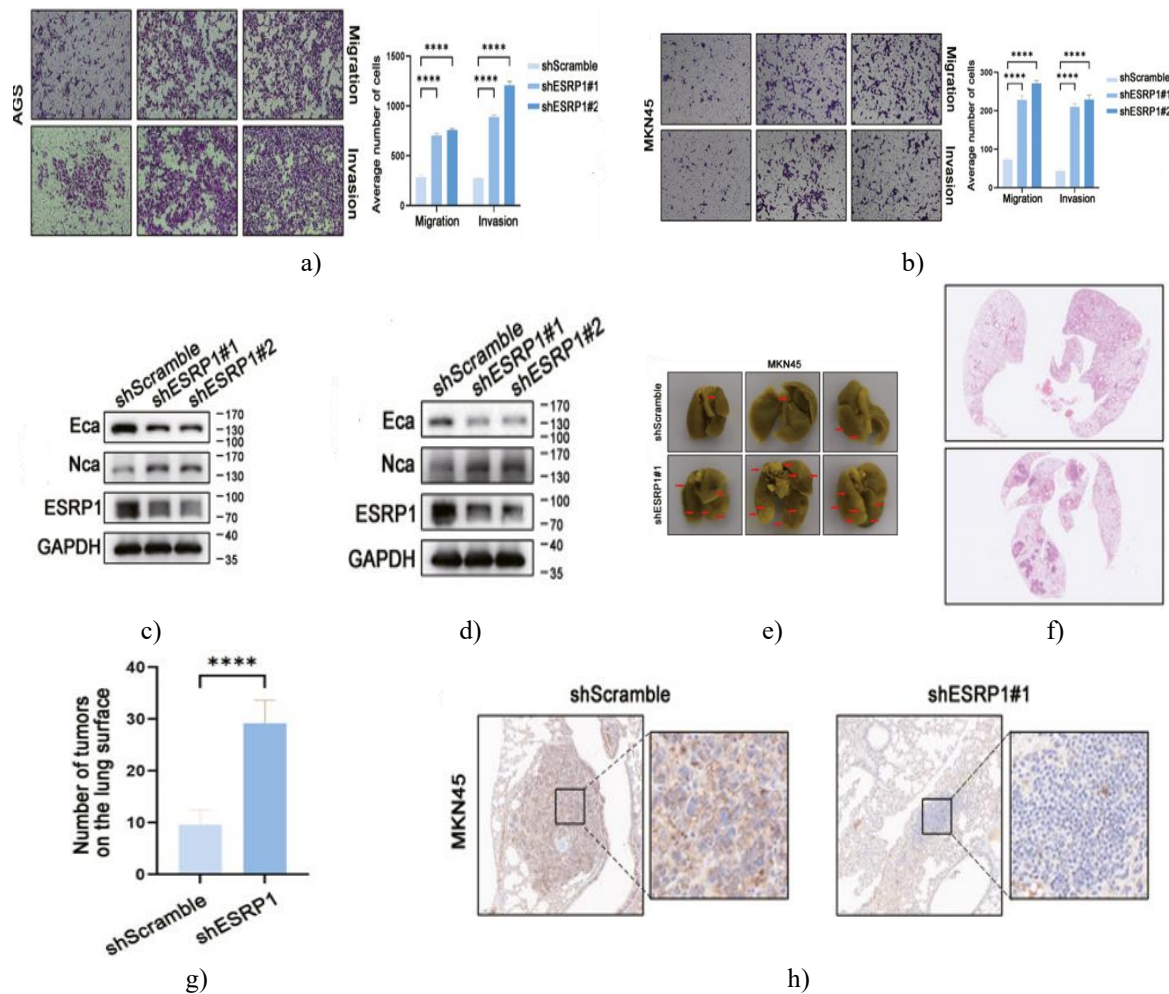 AGS
Migration
Invasion
Average number of cells
1500
1000
500
0
**** ****
**** ****
Migration Invasion
shScramble
shESRP1#1
shESRP1#2
a)
MKN45
Migration
Invasion
Average number of cells
300
200
100
0
**** ****
**** ****
Migration Invasion
shScramble
shESRP1#1
shESRP1#2
b)
shScramble
shESRP1#1
shESRP1#2
Eca
170
130
100
Nca
170
130
ESRP1
100
70
GAPDH
40
35
c)
shScramble
shESRP1#1
shESRP1#2
Eca
170
130
100
Nca
170
130
ESRP1
100
70
GAPDH
40
35
d)
MKN45
shScramble
shESRP1#1
e)
f)
Number of tumors
on the lung surface
40
30
20
10
0
****
shScramble
shESRP1
g)
shScramble shESRP1#1
MKN45
h)